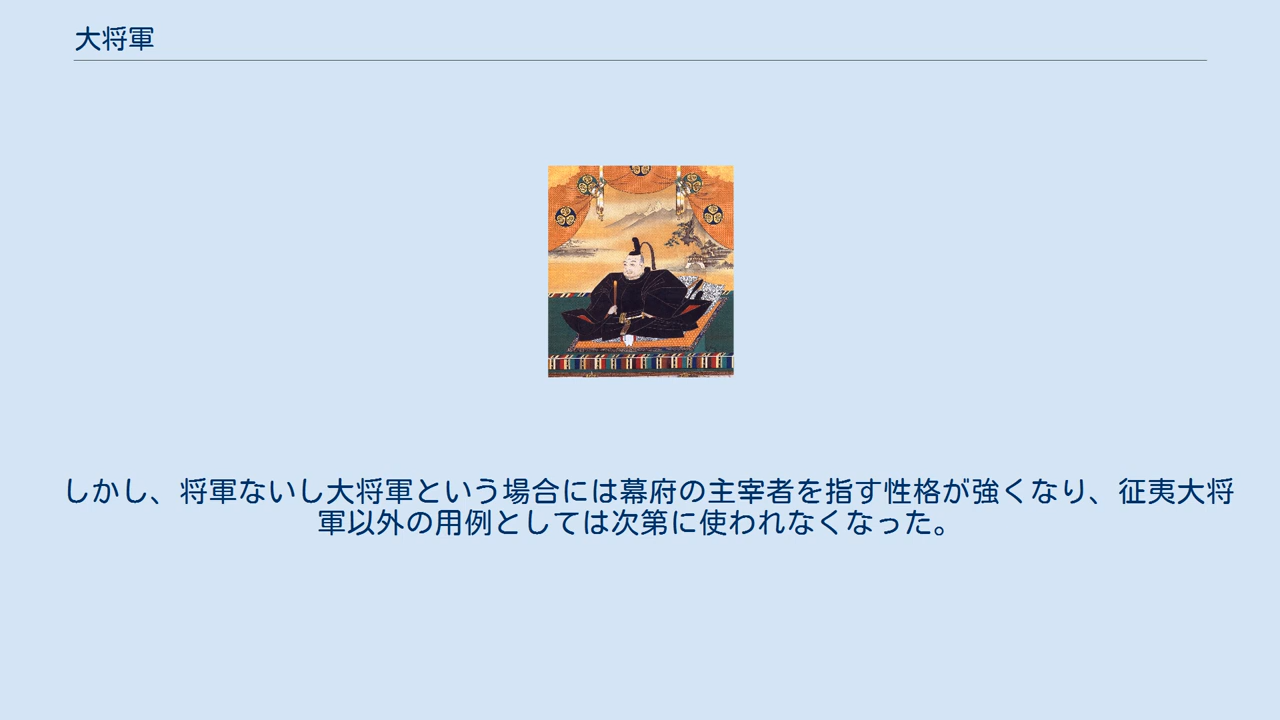 大将軍
しかし、将軍ないし大将軍という場合には幕府の主宰者を指す性格が強くなり、征夷大将
軍以外の用例としては次第に使われなくなった。